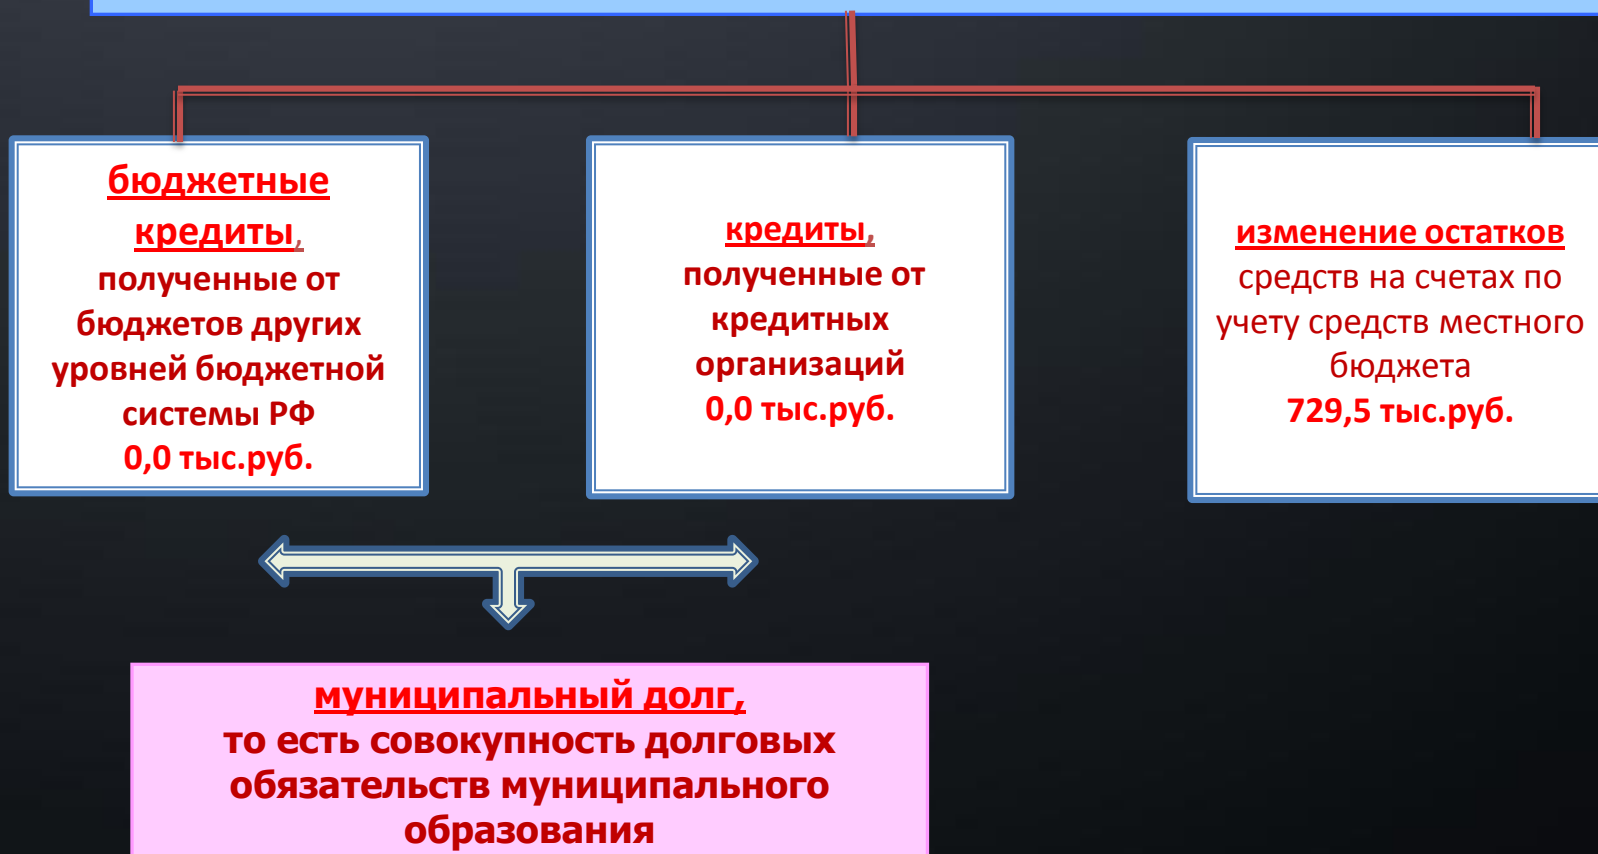 бюджетные
кредиты,
полученные от
бюджетов других
уровней бюджетной
системы РФ
0,0 тыс.руб.
кредиты,
полученные от
кредитных
организаций
0,0 тыс.руб.
изменение остатков
средств на счетах по
учету средств местного
бюджета
729,5 тыс.руб.
муниципальный долг,
то есть совокупность долговых
обязательств муниципального
образования